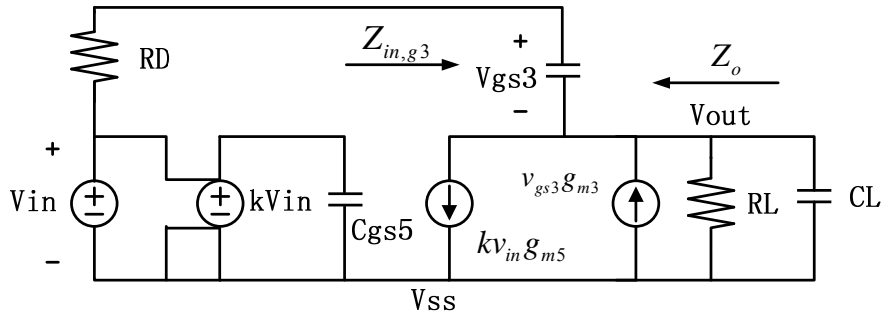 RD
Z_{in,g3}
+
Vgs3
-
Z_o
Vout
+
Vin
-
+
-
kVin
+
-
Cgs5
kv_{in}g_{m5}
v_{gs3}g_{m3}
RL
CL
Vss